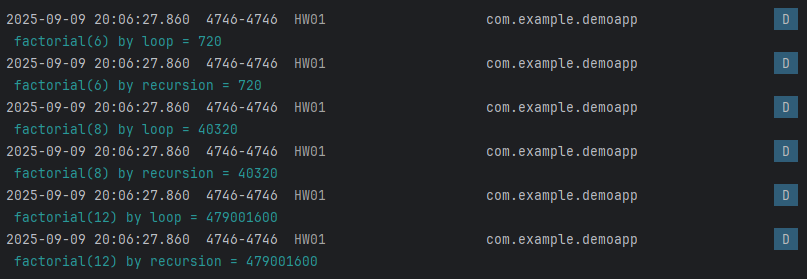 2025-09-09 20:06:27.860 4746-4746 HW01 com.example.demoapp D
factorial(6) by loop = 720
2025-09-09 20:06:27.860 4746-4746 HW01 com.example.demoapp D
factorial(6) by recursion = 720
2025-09-09 20:06:27.860 4746-4746 HW01 com.example.demoapp D
factorial(8) by loop = 40320
2025-09-09 20:06:27.860 4746-4746 HW01 com.example.demoapp D
factorial(8) by recursion = 40320
2025-09-09 20:06:27.860 4746-4746 HW01 com.example.demoapp D
factorial(12) by loop = 479001600
2025-09-09 20:06:27.860 4746-4746 HW01 com.example.demoapp D
factorial(12) by recursion = 479001600